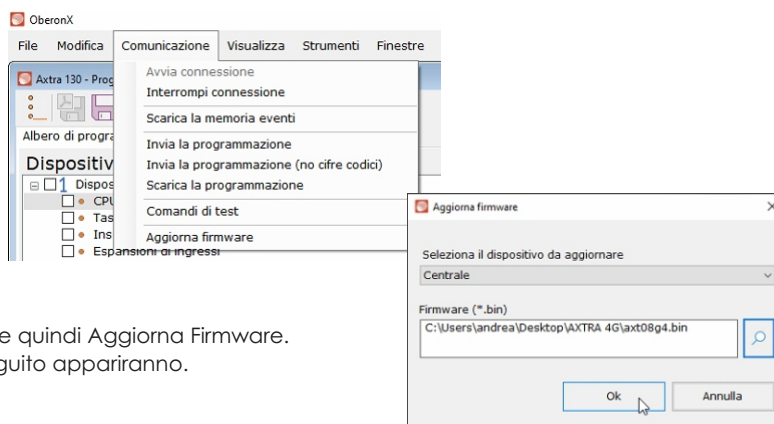 OberonX
File Modifica Comunicazione Visualizza Strumenti Finestre
Axtra 130 - Prog
Avvia connessione
Interrompi connessione
Scarica la memoria eventi
Albero di progra
Invia la programmazione
Dispositiv
Invia la programmazione (no cifre codici)
1 Dispos
Scarica la programmazione
CPU
Tas
Comandi di test
Ins
Aggiorna firmware
Espansioni di ingressi
Aggiorna firmware
Seleziona il dispositivo da aggiornare
Centrale
Firmware (*.bin)
C:\Users\andrea\Desktop\AXTRA 4G\axt08g4.bin
Ok Annulla
e quindi Aggiorna Firmware.
guito appariranno.